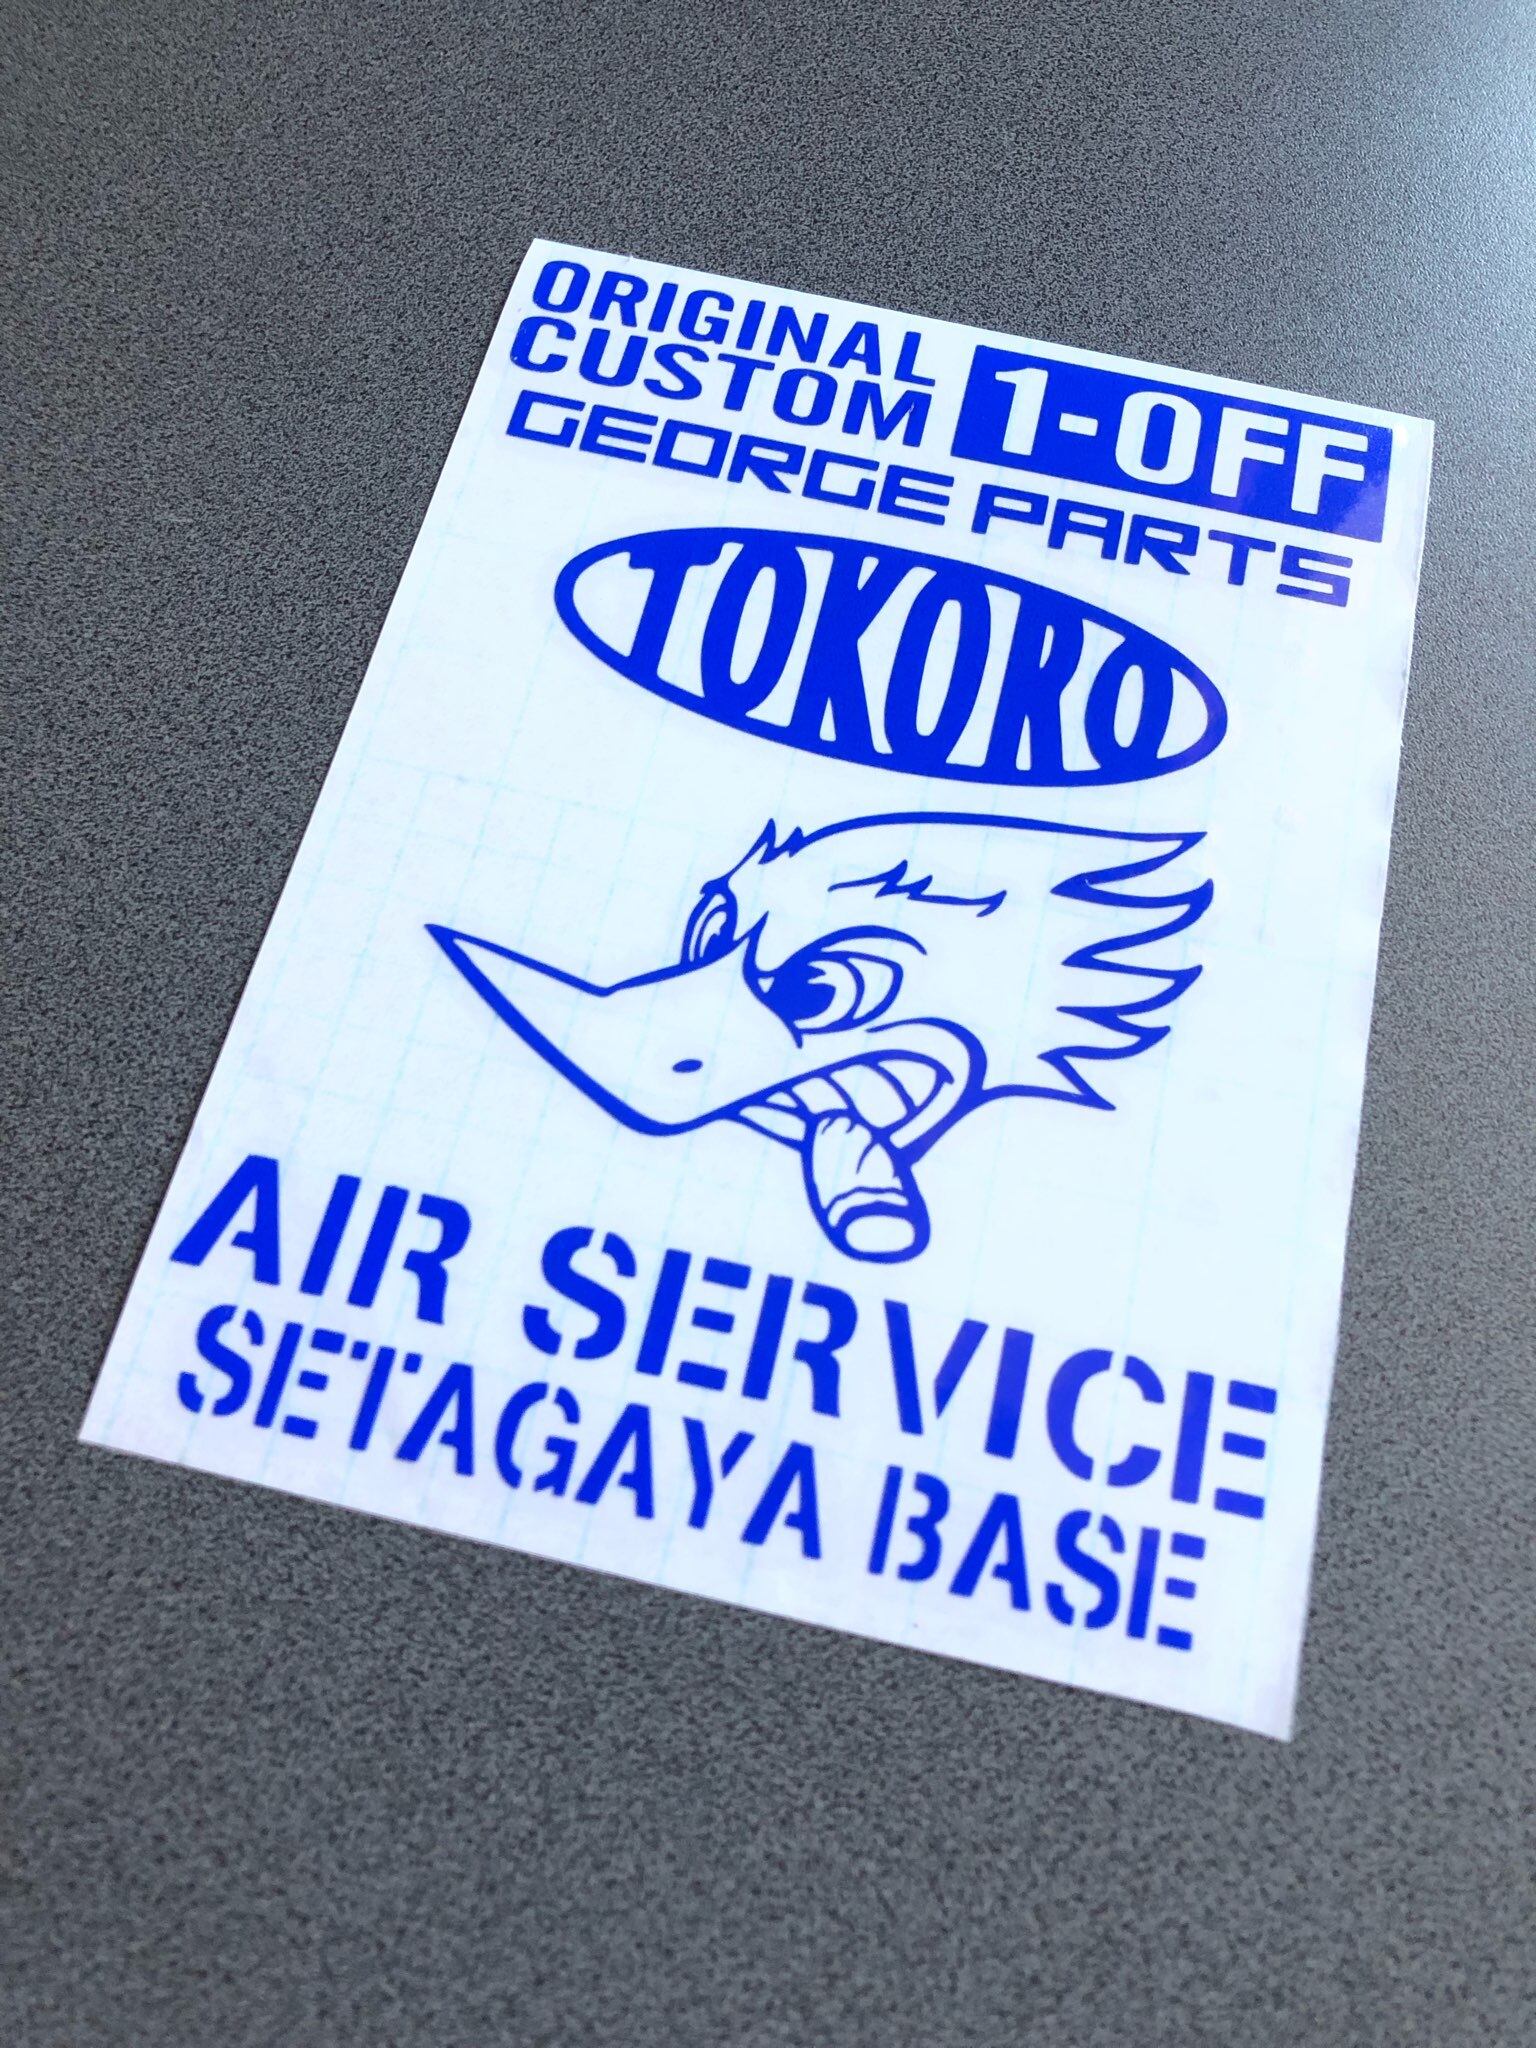 ORIGINAL
CUSTOM
1-OFF
GEORGE PARTS
TOKORO
AIR SERVICE
SETAGAYA BASE